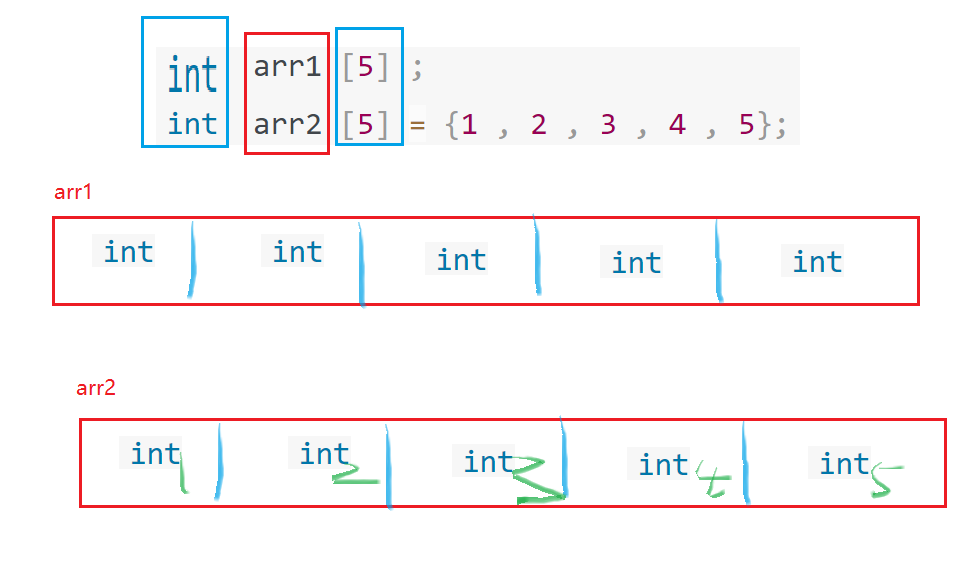 int arr1 [5] ;
int arr2 [5] = {1 , 2 , 3 , 4 , 5};
arr1
int int int int int
arr2
int 1 int 2 int 3 int 4 int 5